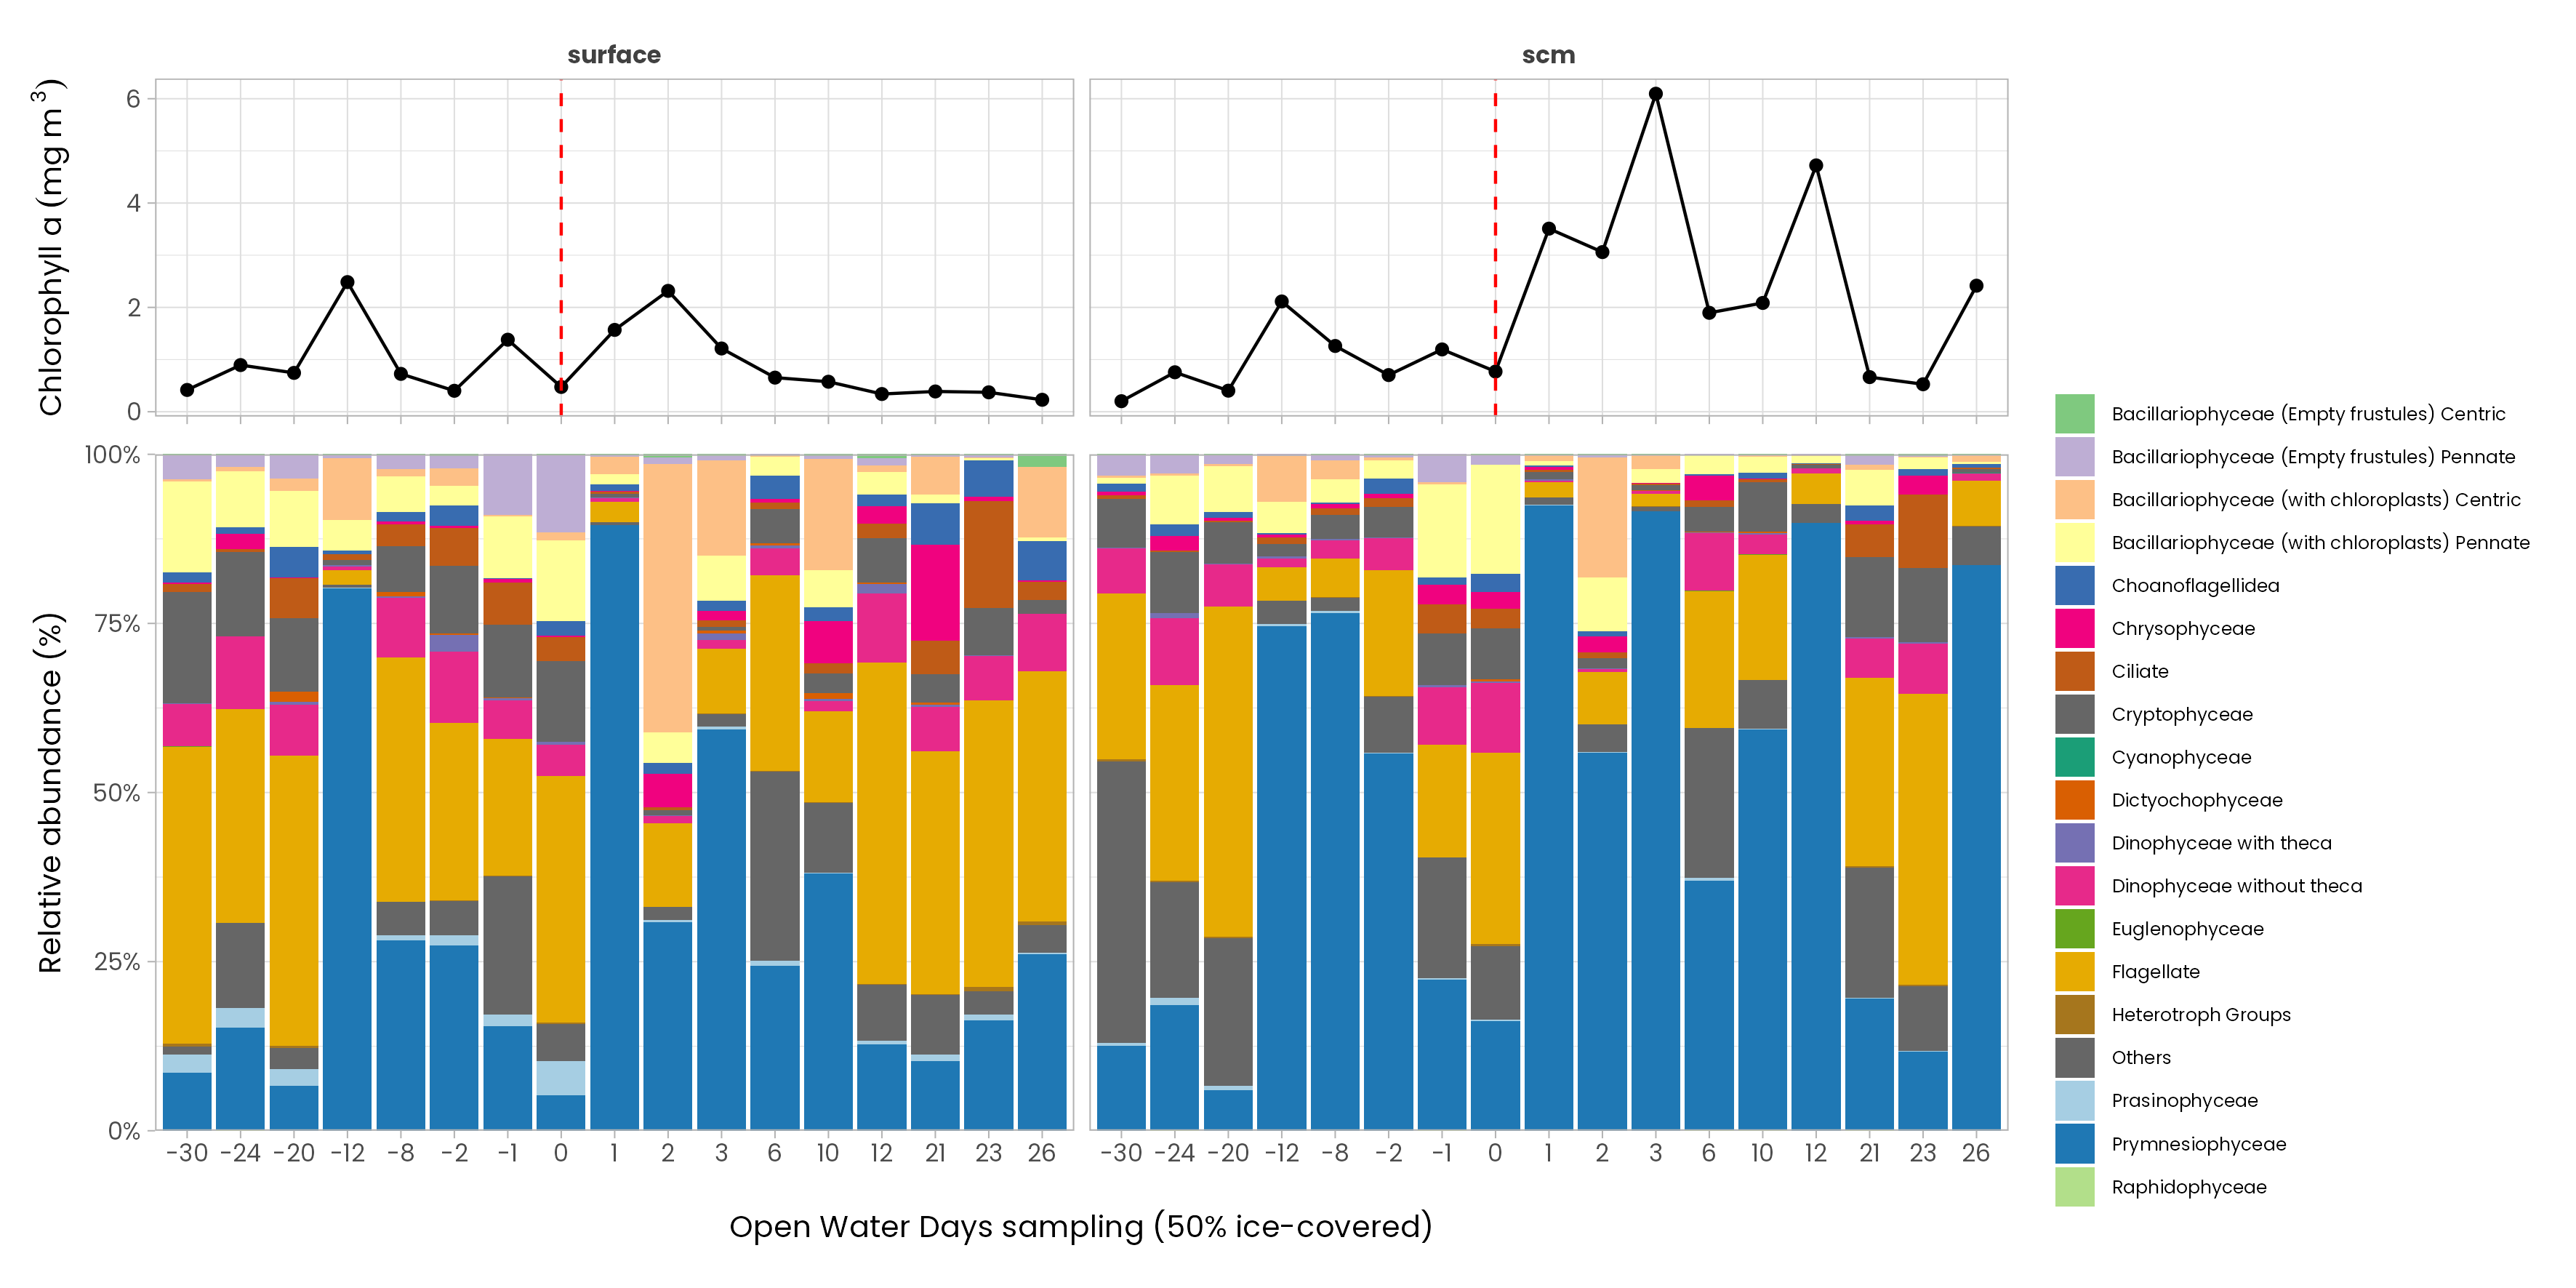 surface
scm
Chlorophyll a (mg m³)
6
4
2
0
Relative abundance (%)
100%
75%
50%
25%
0%
-30 -24 -20 -12 -8 -2 -1 0 1 2 3 6 10 12 21 23 26
-30 -24 -20 -12 -8 -2 -1 0 1 2 3 6 10 12 21 23 26
Open Water Days sampling (50% ice-covered)
Bacillariophyceae (Empty frustules) Centric
Bacillariophyceae (Empty frustules) Pennate
Bacillariophyceae (with chloroplasts) Centric
Bacillariophyceae (with chloroplasts) Pennate
Choanoflagellidea
Chrysophyceae
Ciliate
Cryptophyceae
Cyanophyceae
Dictyochophyceae
Dinophyceae with theca
Dinophyceae without theca
Euglenophyceae
Flagellate
Heterotroph Groups
Others
Prasinophyceae
Prymnesiophyceae
Raphidophyceae